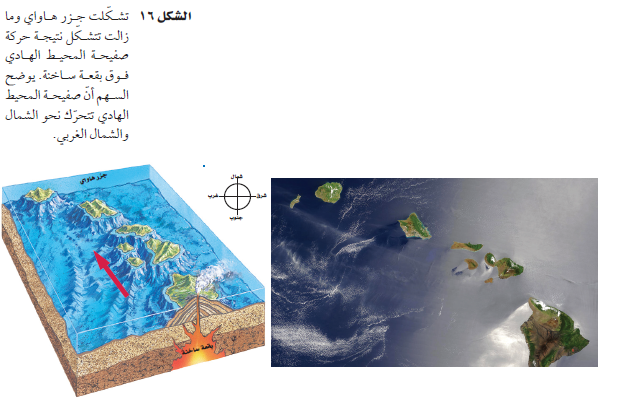 الشكل ١٦ تشكّلت جزر هاواي وما
زالت تتشكّل نتيجة حركة
صفيحة المحيط الهادي
فوق بقعة ساخنة. يوضح
السهم أنّ صفيحة المحيط
الهادي تتحرّك نحو الشمال
والشمال الغربي.
جزر هاواي
شمال
شرق
غرب
جنوب
بقعة ساخنة